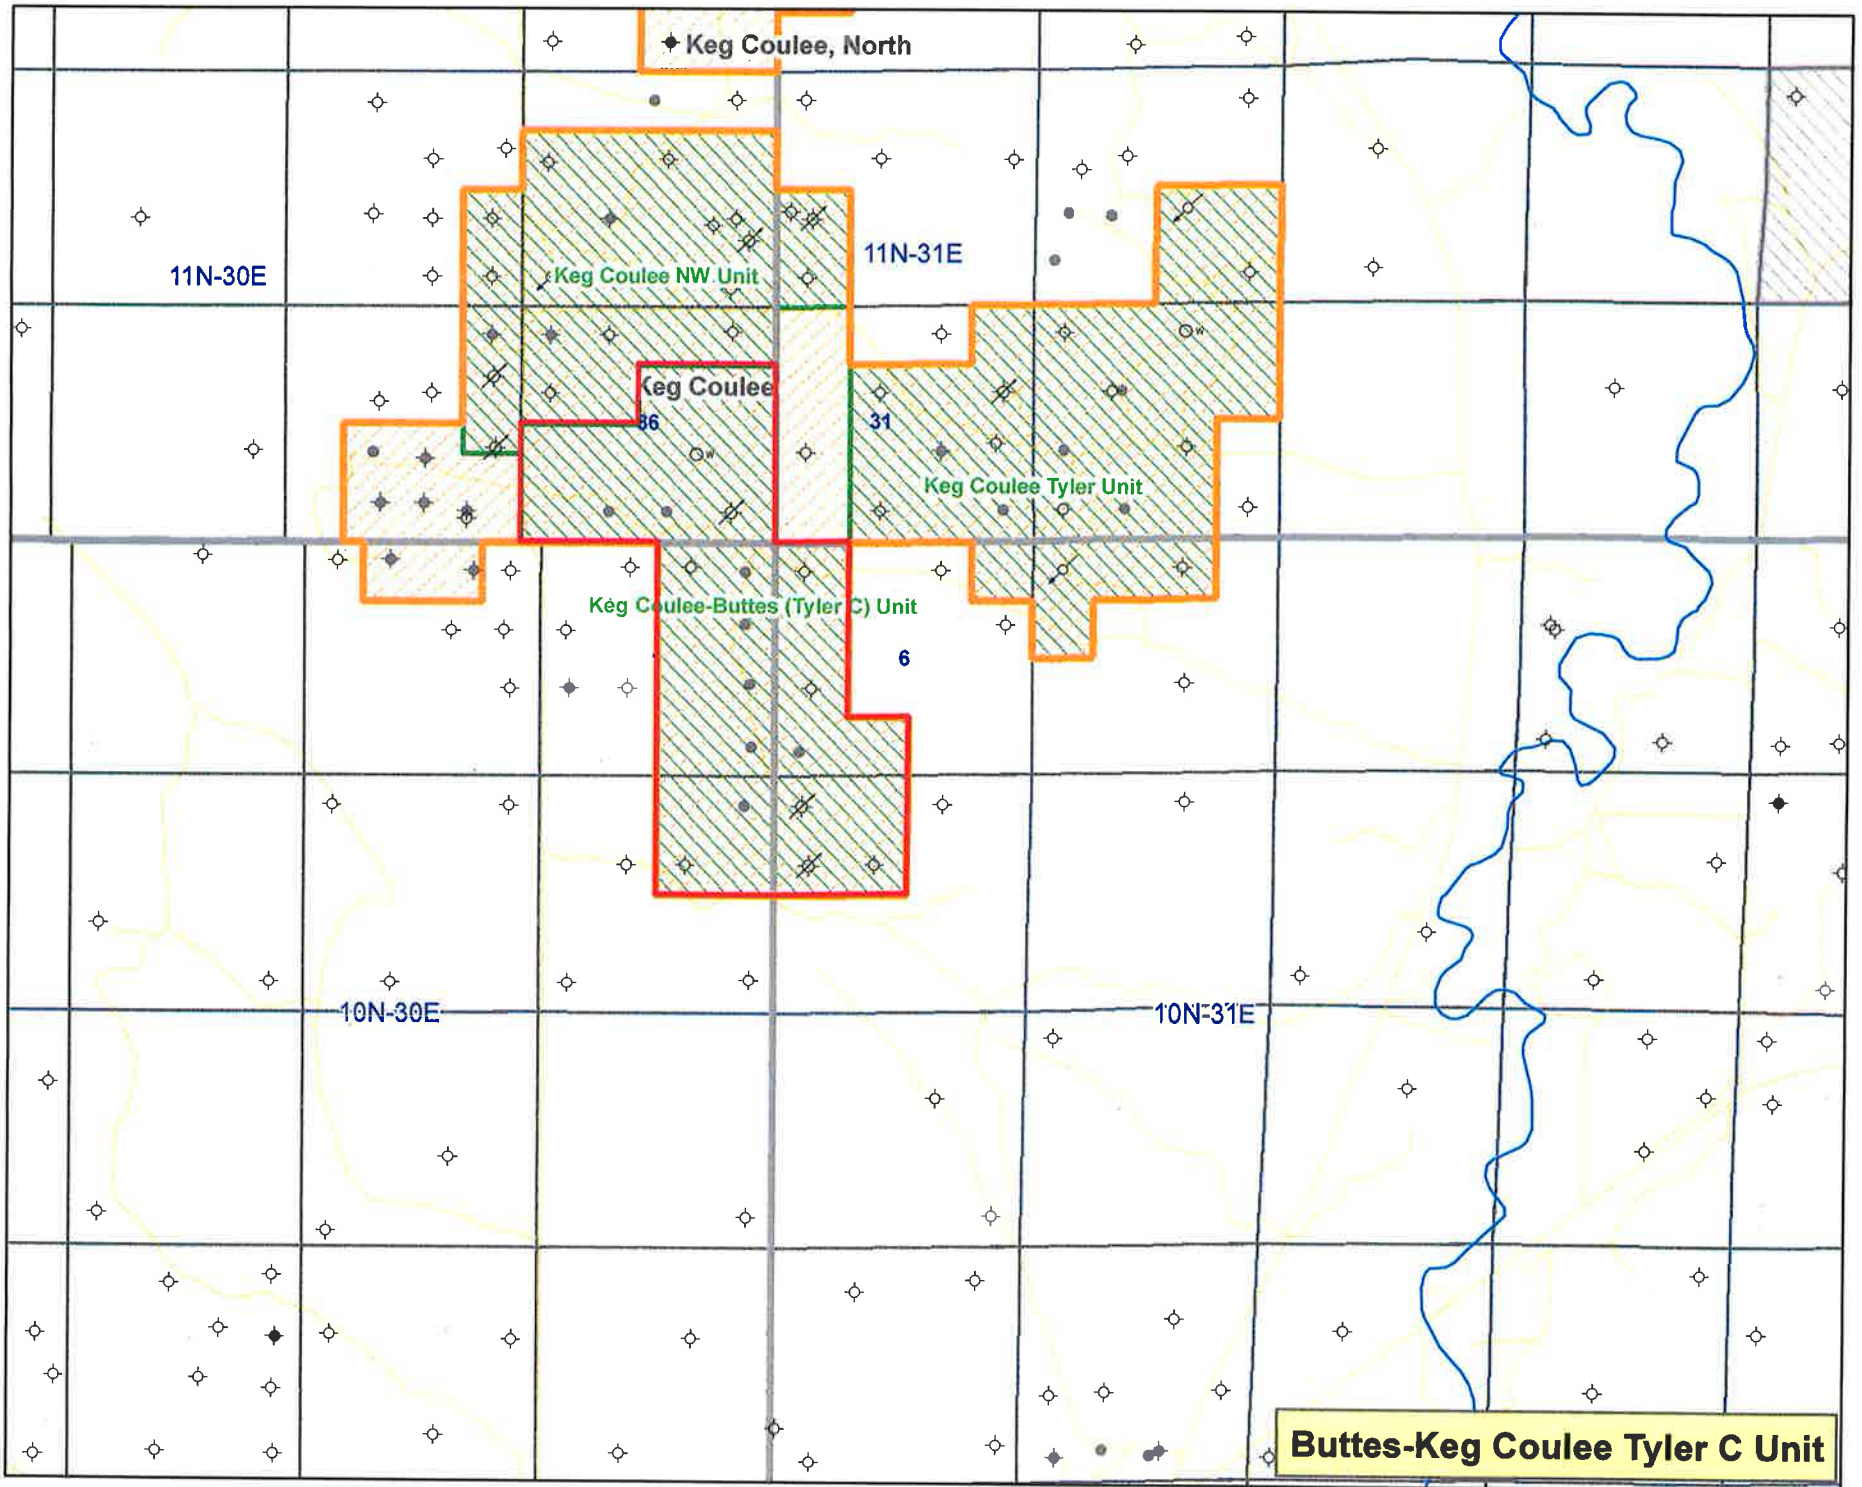 Keg Coulee, North
11N-31E
11N-30E
Keg Coulee NW Unit
Keg Coulee
36
31
w
w
Keg Coulee Tyler Unit
Keg Coulee-Buttes (Tyler C) Unit
6
10N-30E
10N-31E
Buttes-Keg Coulee Tyler C Unit